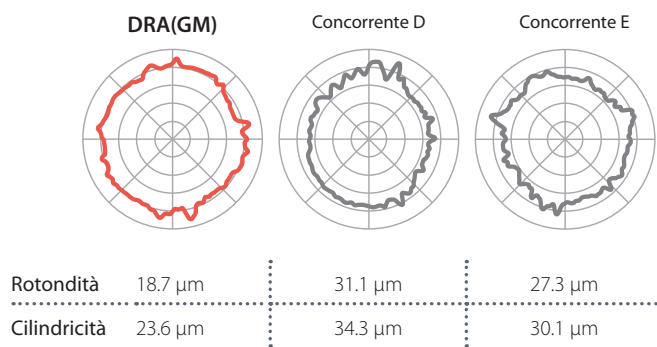 DRA(GM) Concorrente D Concorrente E
Rotondità 18.7 µm 31.1 µm 27.3 µm
Cilindricità 23.6 µm 34.3 µm 30.1 µm